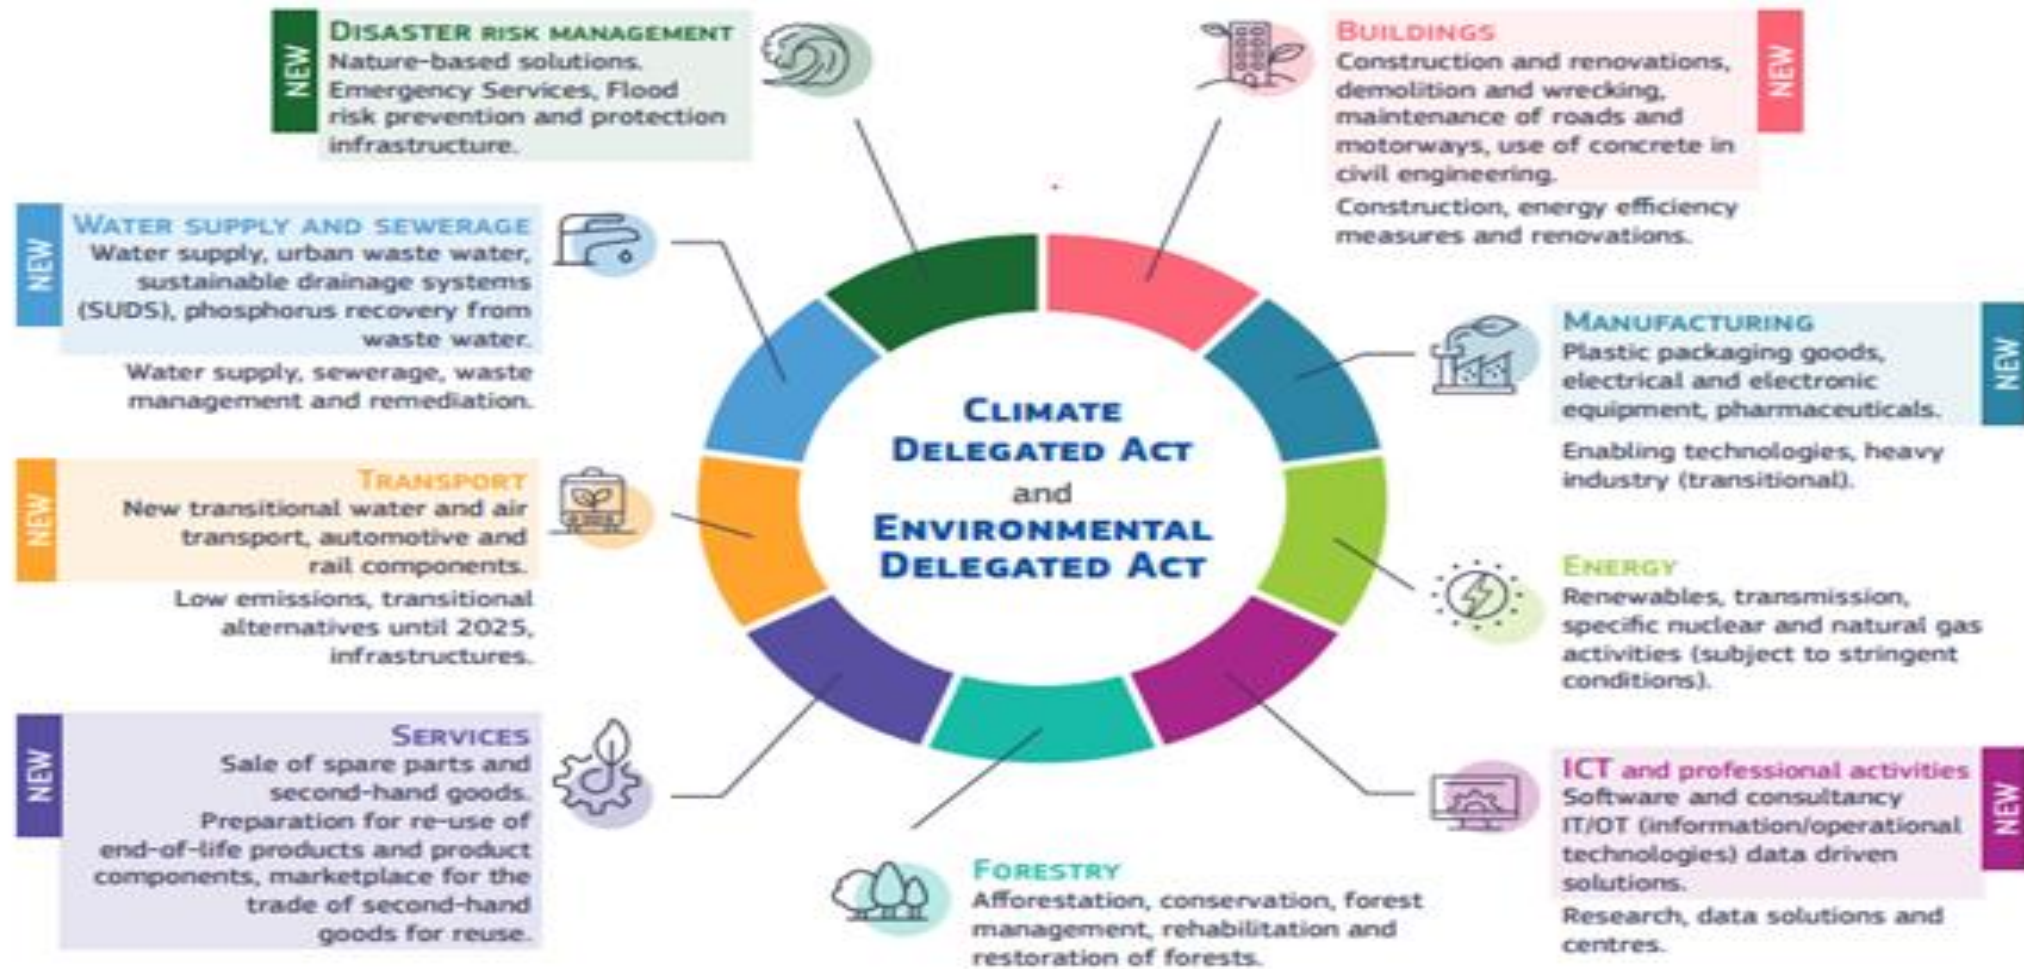 NEW
DISASTER RISK MANAGEMENT
Nature-based solutions.
Emergency Services, Flood
risk prevention and protection
infrastructure.
BUILDINGS
Construction and renovations,
demolition and wrecking,
maintenance of roads and
motorways, use of concrete in
civil engineering.
NEW
Construction, energy efficiency
measures and renovations.
NEW
WATER SUPPLY AND SEWERAGE
Water supply, urban waste water,
sustainable drainage systems
(SUDS), phosphorus recovery from
waste water.
Water supply, sewerage, waste
management and remediation.
MANUFACTURING
Plastic packaging goods,
electrical and electronic
equipment, pharmaceuticals.
NEW
Enabling technologies, heavy
industry (transitional).
CLIMATE
DELEGATED ACT
and
ENVIRONMENTAL
DELEGATED ACT
NEW
TRANSPORT
New transitional water and air
transport, automotive and
rail components.
Low emissions, transitional
alternatives until 2025,
infrastructures.
ENERGY
Renewables, transmission,
specific nuclear and natural gas
activities (subject to stringent
conditions).
NEW
SERVICES
Sale of spare parts and
second-hand goods.
Preparation for re-use of
end-of-life products and product
components, marketplace for the
trade of second-hand
goods for reuse.
FORESTRY
Afforestation, conservation, forest
management, rehabilitation and
restoration of forests.
ICT and professional activities
Software and consultancy
IT/OT (information/operational
technologies) data driven
solutions.
NEW
Research, data solutions and
centres.